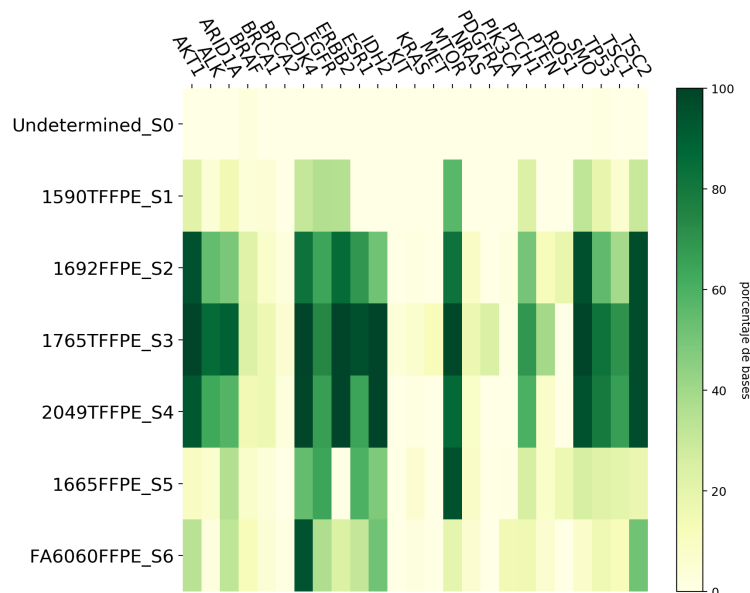 AKT1
ALK
ARID1A
BRAF
BRCA1
BRCA2
CDK4
EGFR
ERBB2
ESR1
IDH2
KIT
KRAS
MET
MTOR
NRAS
PDGFRA
PIK3CA
PTCH1
PTEN
ROS1
SMO
TP53
TSC1
TSC2
Undetermined_S0
1590TFFPE_S1
1692FFPE_S2
1765TFFPE_S3
2049TFFPE_S4
1665FFPE_S5
FA6060FFPE_S6
100
80
60
40
20
0
porcentaje de bases